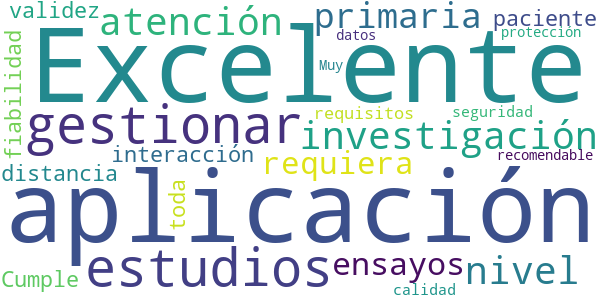 validez
atención
primaria
paciente
Excelente
datos
protección
Muy
fiabilidad
gestionar
requisitos
seguridad
investigación
interacción
requiera
recomendable
distancia
aplicación
toda
Cumple
estudios
ensayos
nivel
calidad